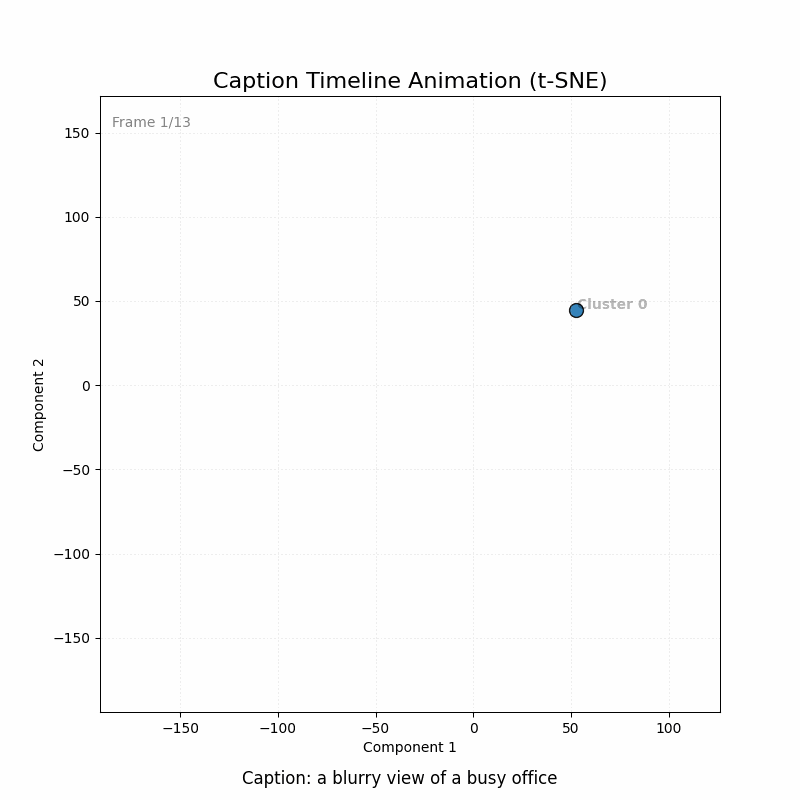 Caption Timeline Animation (t-SNE)
Frame 1/13
150
100
50
0
−50
−100
−150
Component 2
Cluster 0
−150
−100
−50
0
50
100
Component 1
Caption: a blurry view of a busy office